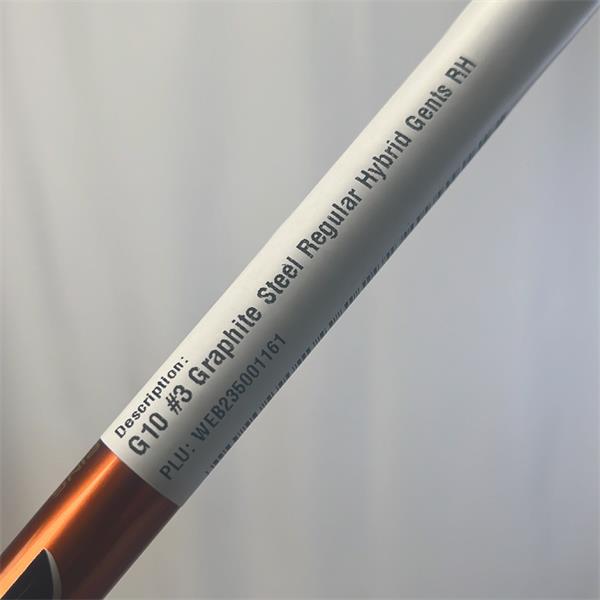 Description:
G10 #3 Graphite Steel Regular Hybrid Gents RH
PLU: WEB235001161